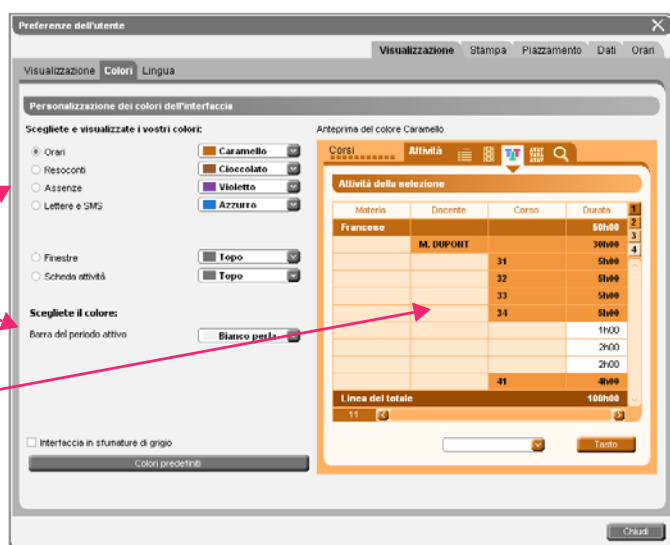 Preferenze dell'utente
Visualizzazione Stampa Piazzamento Dati Orari
Visualizzazione Colori Lingua
Personalizzazione dei colori dell'interfaccia
Scegliete e visualizzate i vostri colori:
Orari Caramello
Resoconti Cioccolato
Assenze Violetto
Lettere e SMS Azzurro
Finestre Topo
Scheda attività Topo
Scegliete il colore:
Barra del periodo attivo Bianco perla
Interfaccia in sfumature di grigio
Colori predefiniti
Anteprima del colore Caramello
Corsi Attività
Attività della selezione
Materia Docente Corso Durata 1
Francese 50h00 2
M. DUPONT 30h00 3
4
31 5h00
32 5h00
33 5h00
34 5h00
1h00
2h00
2h00
41 4h00
Linea del totale 100h00
11
Tasto
Chiudi